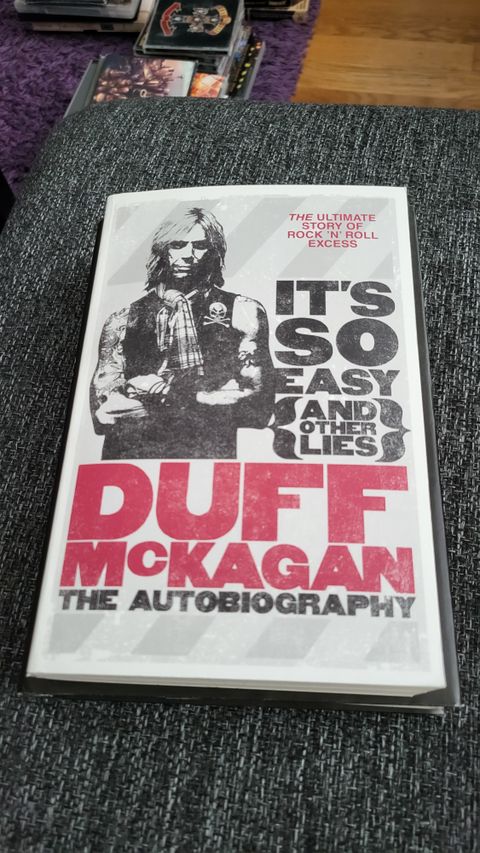 THE ULTIMATE
STORY OF
ROCK 'N' ROLL
EXCESS
IT'S
SO
EASY
{AND
OTHER
LIES}
DUFF
McKAGAN
THE AUTOBIOGRAPHY